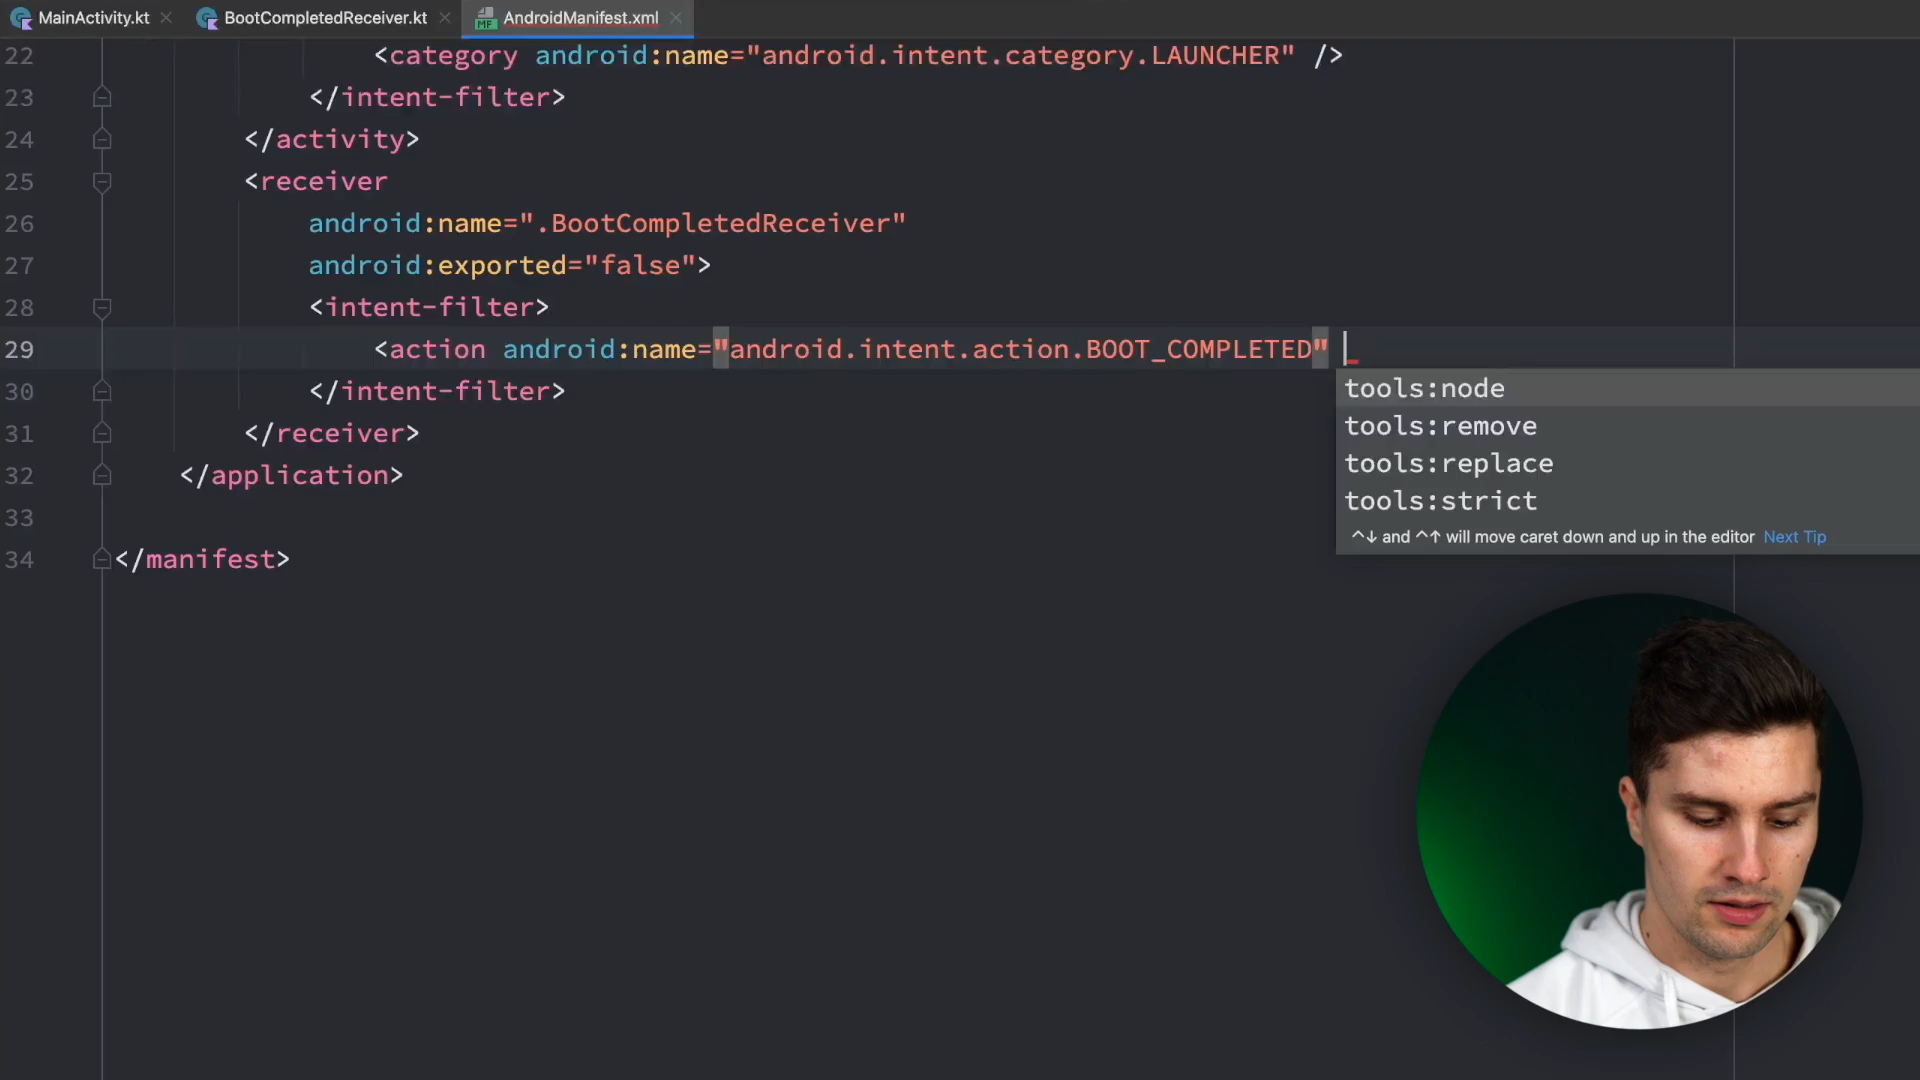 MainActivity.kt BootCompletedReceiver.kt MF AndroidManifest.xml
22 <category android:name="android.intent.category.LAUNCHER" />
23 </intent-filter>
24 </activity>
25 <receiver
26 android:name=".BootCompletedReceiver"
27 android:exported="false">
28 <intent-filter>
29 <action android:name="android.intent.action.BOOT_COMPLETED"
tools:node
30 </intent-filter>
tools:remove
31 </receiver>
tools:replace
32 </application>
tools:strict
33
^↓ and ^↑ will move caret down and up in the editor Next Tip
34 </manifest>